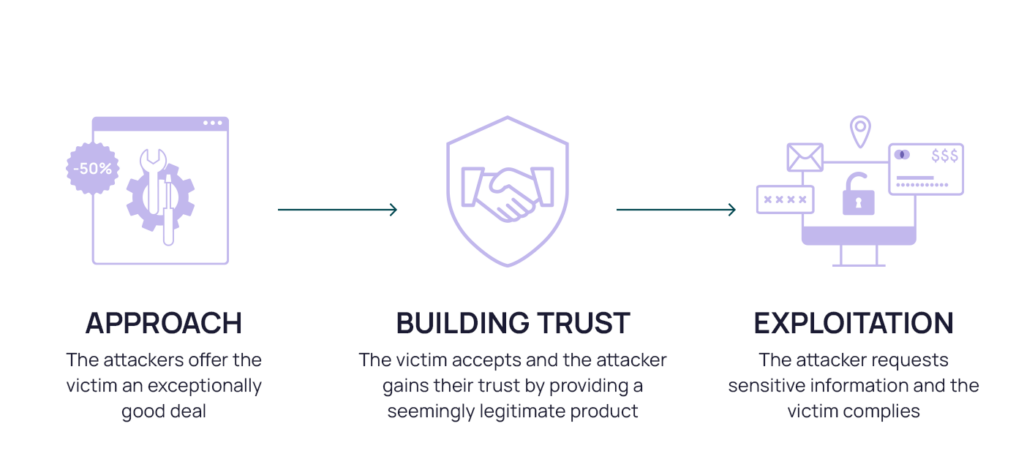 -50%
$$$
××××
APPROACH
The attackers offer the
victim an exceptionally
good deal
BUILDING TRUST
The victim accepts and the attacker
gains their trust by providing a
seemingly legitimate product
EXPLOITATION
The attacker requests
sensitive information and the
victim complies